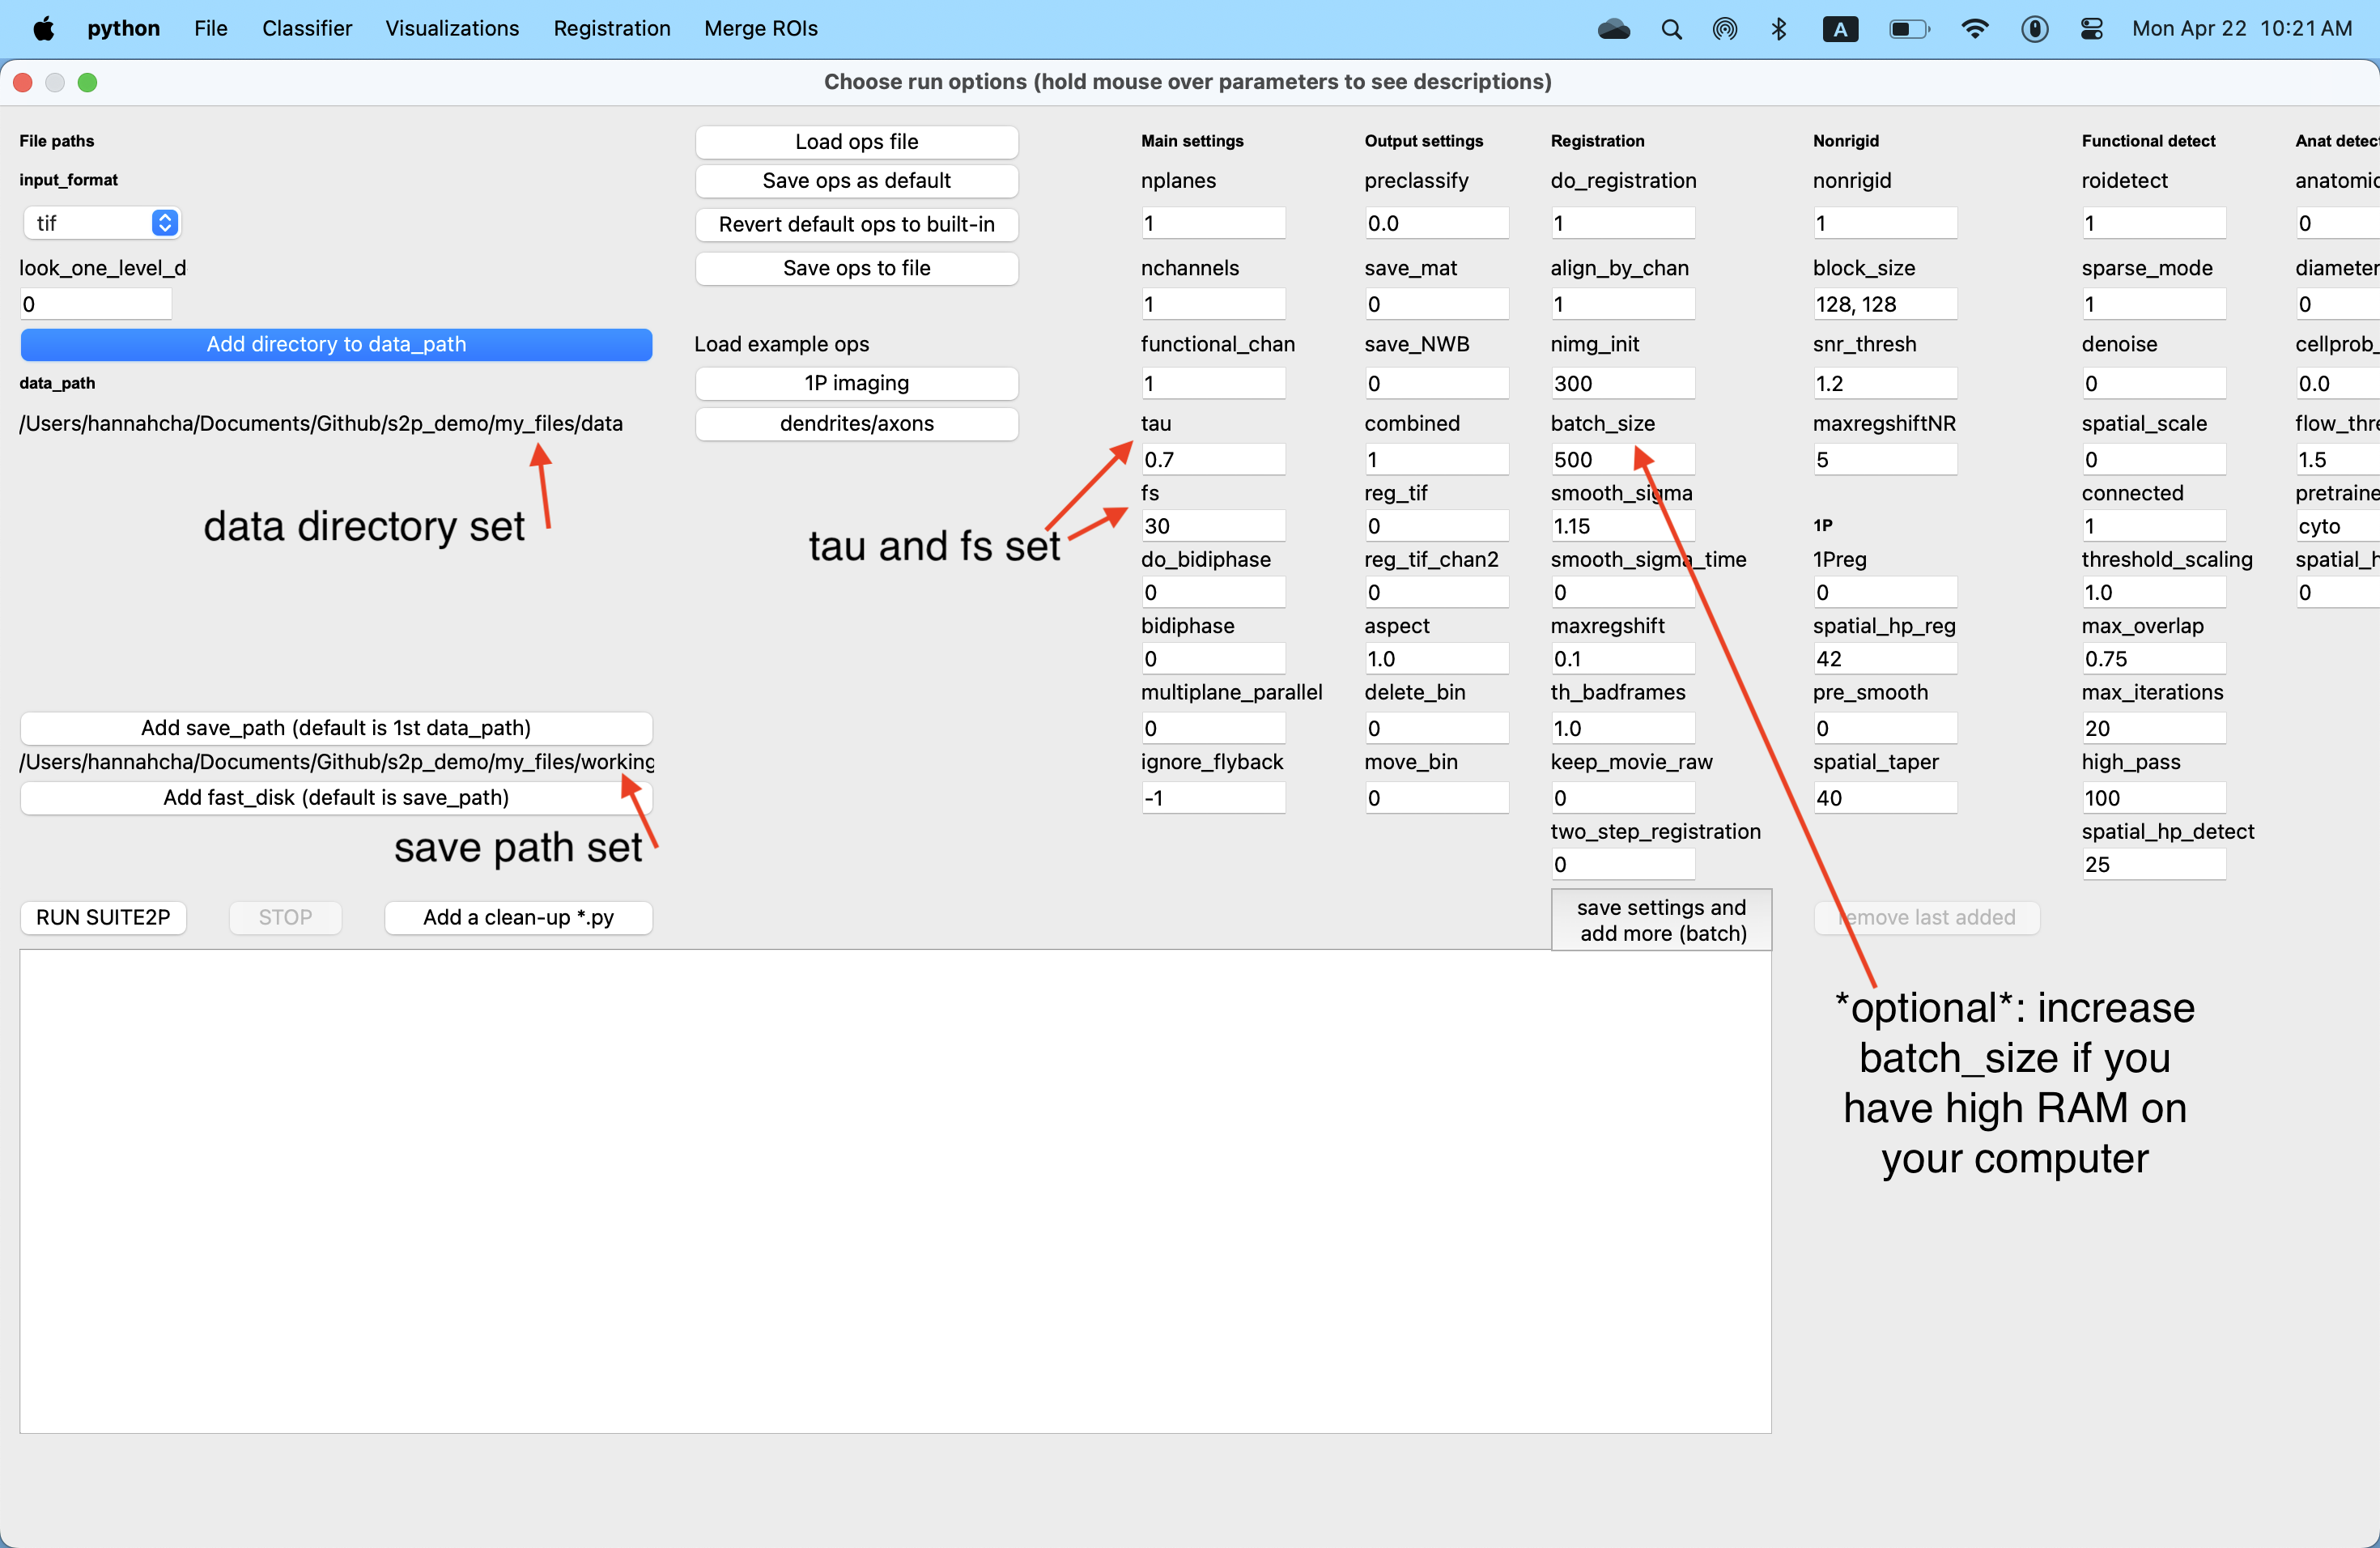 python File Classifier Visualizations Registration Merge ROIs A Mon Apr 22 10:21 AM
Choose run options (hold mouse over parameters to see descriptions)
File paths
input_format
tif
look_one_level_d
0
Add directory to data_path
data_path
/Users/hannahcha/Documents/Github/s2p_demo/my_files/data
data directory set
Add save_path (default is 1st data_path)
/Users/hannahcha/Documents/Github/s2p_demo/my_files/working
Add fast_disk (default is save_path)
save path set
RUN SUITE2P
STOP
Add a clean-up *.py
Load ops file
Save ops as default
Revert default ops to built-in
Save ops to file
Load example ops
1P imaging
dendrites/axons
tau and fs set
Main settings
nplanes
1
nchannels
1
functional_chan
1
tau
0.7
fs
30
do_bidiphase
0
bidiphase
0
multiplane_parallel
0
ignore_flyback
-1
Output settings
preclassify
0.0
save_mat
0
save_NWB
0
combined
1
reg_tif
0
reg_tif_chan2
0
aspect
1.0
delete_bin
0
move_bin
0
Registration
do_registration
1
align_by_chan
1
nimg_init
300
batch_size
500
smooth_sigma
1.15
smooth_sigma_time
0
maxregshift
0.1
th_badframes
1.0
keep_movie_raw
0
two_step_registration
0
save settings and
add more (batch)
Nonrigid
nonrigid
1
block_size
128, 128
snr_thresh
1.2
maxregshiftNR
5
1P
1Preg
0
spatial_hp_reg
42
pre_smooth
0
spatial_taper
40
remove last added
*optional*: increase
batch_size if you
have high RAM on
your computer
Functional detect
roidetect
1
sparse_mode
1
denoise
0
spatial_scale
0
connected
1
threshold_scaling
1.0
max_overlap
0.75
max_iterations
20
high_pass
100
spatial_hp_detect
25
Anat detect
anatomic
0
diameter
0
cellprob_
0.0
flow_thre
1.5
pretraine
cyto
spatial_h
0